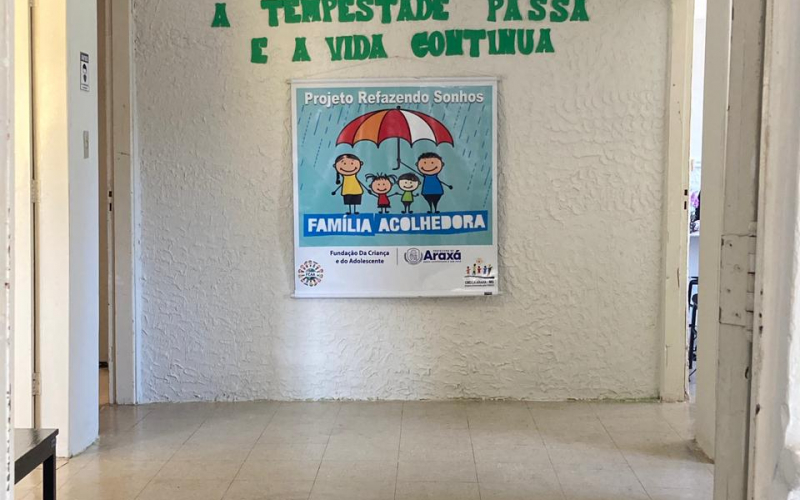 A TEMPESTADE PASSA
E A VIDA CONTINUA
Projeto Refazendo Sonhos
FAMÍLIA ACOLHEDORA
Fundação Da Criança
e do Adolescente
Araxá